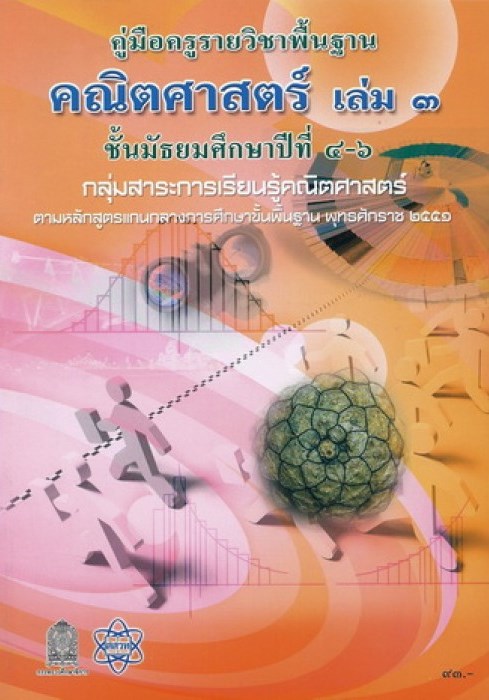 คู่มือครูรายวิชาพื้นฐาน
คณิตศาสตร์ เล่ม ๓
ชั้นมัธยมศึกษาปีที่ ๔-๖
กลุ่มสาระการเรียนรู้คณิตศาสตร์
ตามหลักสูตรแกนกลางการศึกษาขั้นพื้นฐาน พุทธศักราช ๒๕๕๑
สสวท
๙๓.-